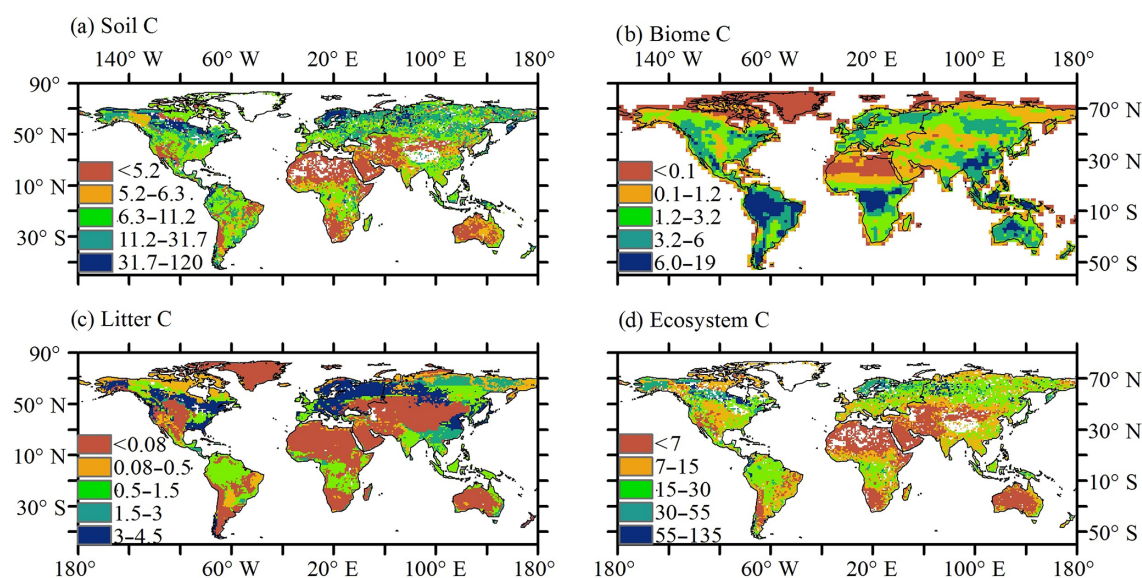 (a) Soil C
140° W 60° W 20° E 100° E 180°
90°
50° N
10° N
30° S
<5.2
5.2–6.3
6.3–11.2
11.2–31.7
31.7–120
(b) Biome C
140° W 60° W 20° E 100° E 180°
70° N
30° N
10° S
50° S
<0.1
0.1–1.2
1.2–3.2
3.2–6
6.0–19
(c) Litter C
90°
50° N
10° N
30° S
<0.08
0.08–0.5
0.5–1.5
1.5–3
3–4.5
180° 60° W 20° E 100° E 180°
(d) Ecosystem C
70° N
30° N
10° S
50° S
<7
7–15
15–30
30–55
55–135
60° W 20° E 100° E 180°